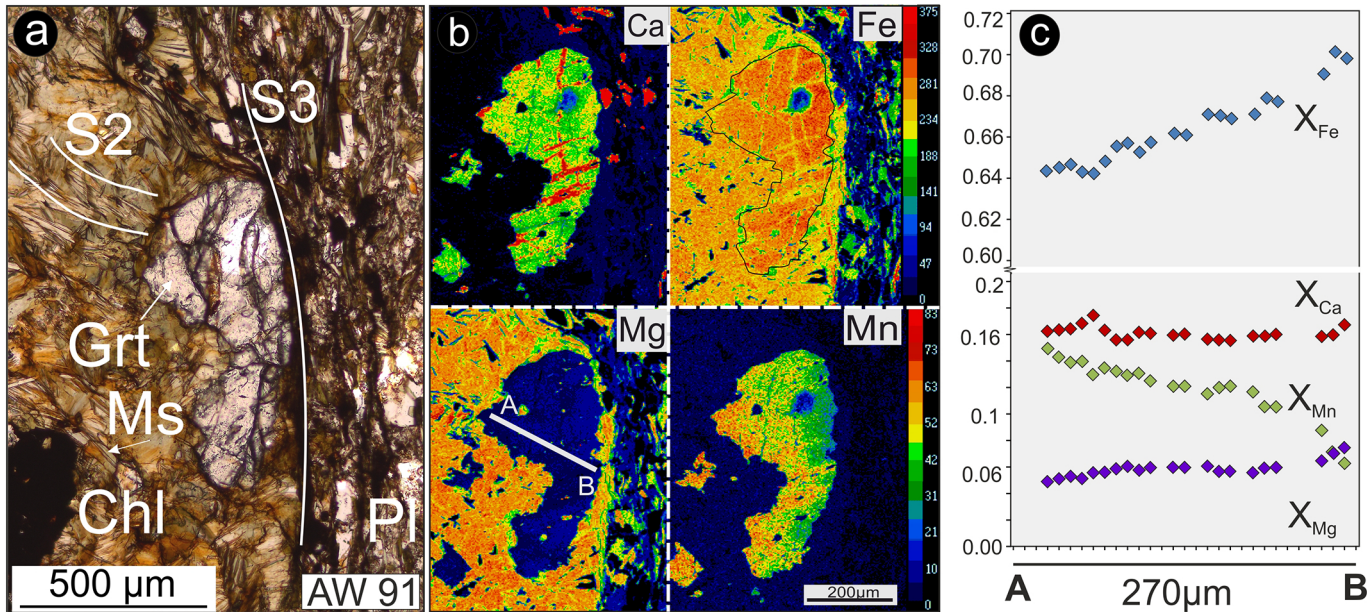 a
S2
S3
Grt
Ms
Chl
Pl
500 µm
AW 91
b
Ca
Fe
375
328
281
234
188
141
94
47
0
Mg
Mn
A
B
83
73
63
52
42
31
21
10
0
200µm
c
0.72
0.70
0.68
0.66
0.64
0.62
0.60
XFe
0.2
0.16
0.1
0.06
0.00
XCa
XMn
XMg
A
270µm
B